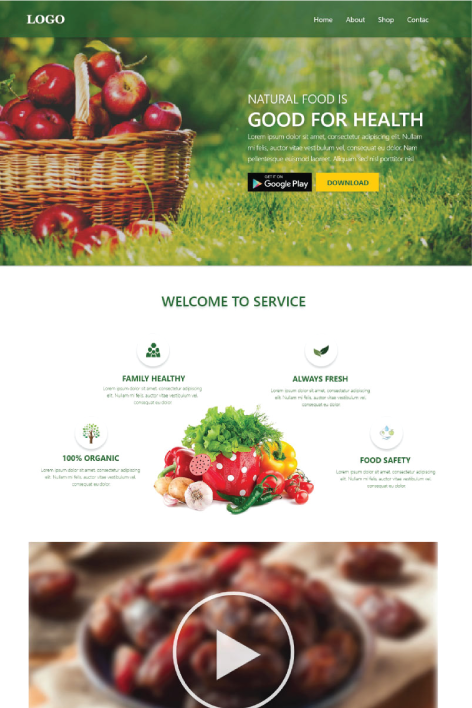 LOGO
Home About Shop Contac
NATURAL FOOD IS
GOOD FOR HEALTH
Lorem ipsum dolor sit amet, consectetur adipiscing elit. Nullam
mi felis, auctor vitae vestibulum vel, consequat eu dolor. Nam
pellentesque euismod laoreet. Aliquam sed nisl porttitor nisl
GET IT ON
Google Play
DOWNLOAD
WELCOME TO SERVICE
FAMILY HEALTHY
Lorem ipsum dolor sit amet, consectetur adipiscing
elit. Nullam mi felis, auctor vitae vestibulum vel,
consequat eu dolor.
ALWAYS FRESH
Lorem ipsum dolor sit amet, consectetur adipiscing
elit. Nullam mi felis, auctor vitae vestibulum vel,
consequat eu dolor.
100% ORGANIC
Lorem ipsum dolor sit amet, consectetur adipiscing
elit. Nullam mi felis, auctor vitae vestibulum vel,
consequat eu dolor.
FOOD SAFETY
Lorem ipsum dolor sit amet, consectetur adipiscing
elit. Nullam mi felis, auctor vitae vestibulum vel,
consequat eu dolor.